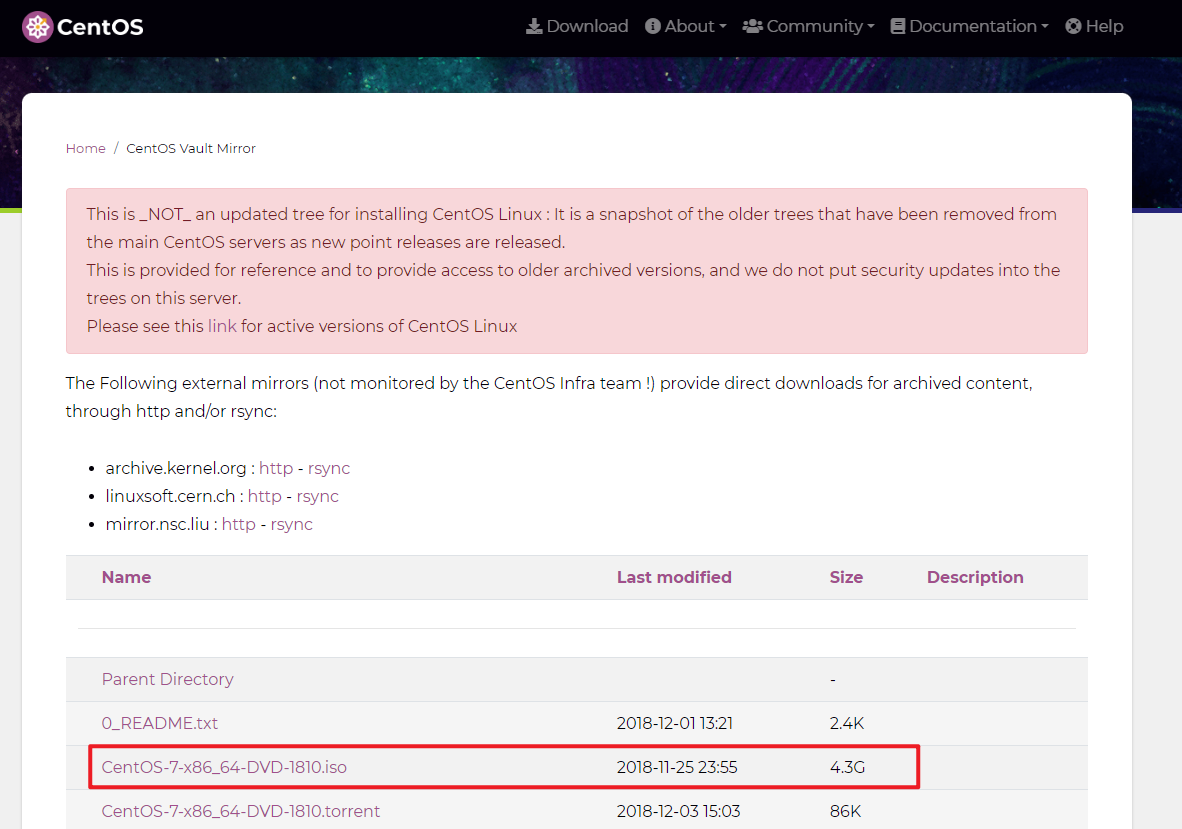 CentOS Download About Community Documentation Help
Home / CentOS Vault Mirror
This is _NOT_ an updated tree for installing CentOS Linux : It is a snapshot of the older trees that have been removed from
the main CentOS servers as new point releases are released.
This is provided for reference and to provide access to older archived versions, and we do not put security updates into the
trees on this server.
Please see this link for active versions of CentOS Linux
The Following external mirrors (not monitored by the CentOS Infra team !) provide direct downloads for archived content,
through http and/or rsync:
• archive.kernel.org : http - rsync
• linuxsoft.cern.ch : http - rsync
• mirror.nsc.liu : http - rsync
Name Last modified Size Description
Parent Directory -
0_README.txt 2018-12-01 13:21 2.4K
CentOS-7-x86_64-DVD-1810.iso 2018-11-25 23:55 4.3G
CentOS-7-x86_64-DVD-1810.torrent 2018-12-03 15:03 86K